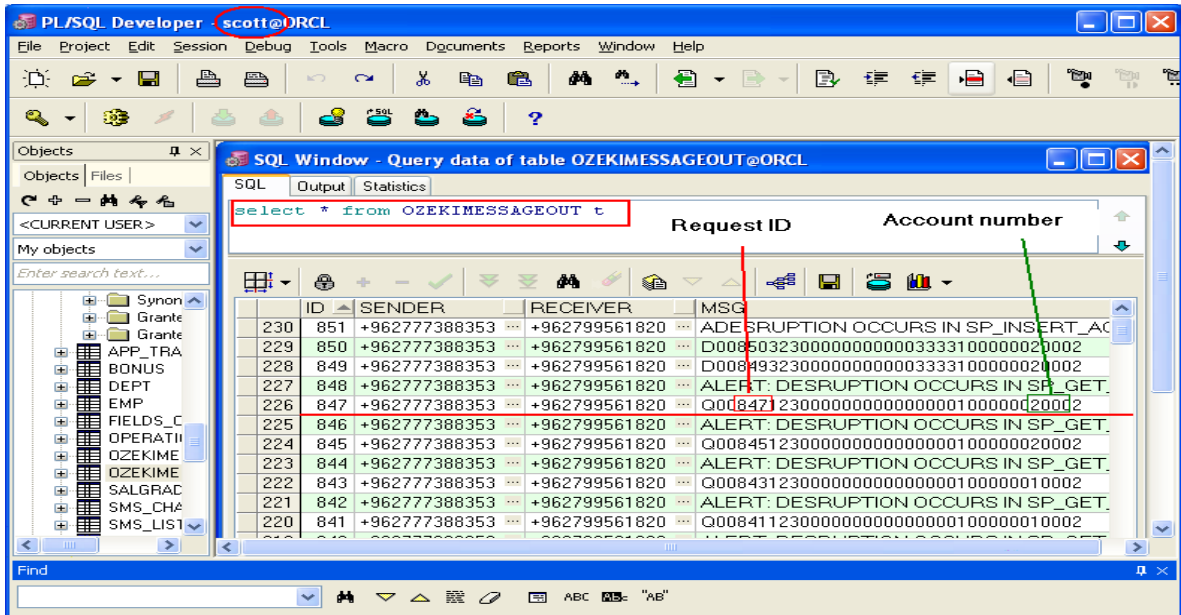 PL/SQL Developer - scott@ORCL
File Project Edit Session Debug Tools Macro Documents Reports Window Help
SQL
?
Objects
Objects Files
<CURRENT USER>
My objects
Enter search text...
Synon
Grante
Grante
APP_TRA
BONUS
DEPT
EMP
FIELDS_C
OPERATI
OZEKIME
OZEKIME
SALGRAD
SMS_CHA
SMS_LIST
SQL Window - Query data of table OZEKIMESSAGEOUT@ORCL
SQL Output Statistics
select * from OZEKIMESSAGEOUT t
Request ID Account number
ID SENDER RECEIVER MSG
230 851 +962777388353 ... +962799561820 ... ADESRUPTION OCCURS IN SP_INSERT_AC
229 850 +962777388353 ... +962799561820 ... D00850323000000000003333100000020002
228 849 +962777388353 ... +962799561820 ... D00849323000000000003333100000020002
227 848 +962777388353 ... +962799561820 ... ALERT: DESRUPTION OCCURS IN SP_GET_
226 847 +962777388353 ... +962799561820 ... Q00847123000000000000000100000020002
225 846 +962777388353 ... +962799561820 ... ALERT: DESRUPTION OCCURS IN SP_GET_
224 845 +962777388353 ... +962799561820 ... Q00845123000000000000000100000020002
223 844 +962777388353 ... +962799561820 ... ALERT: DESRUPTION OCCURS IN SP_GET_
222 843 +962777388353 ... +962799561820 ... Q00843123000000000000000100000010002
221 842 +962777388353 ... +962799561820 ... ALERT: DESRUPTION OCCURS IN SP_GET_
220 841 +962777388353 ... +962799561820 ... Q00841123000000000000000100000010002
Find
ABC ABc "AB"